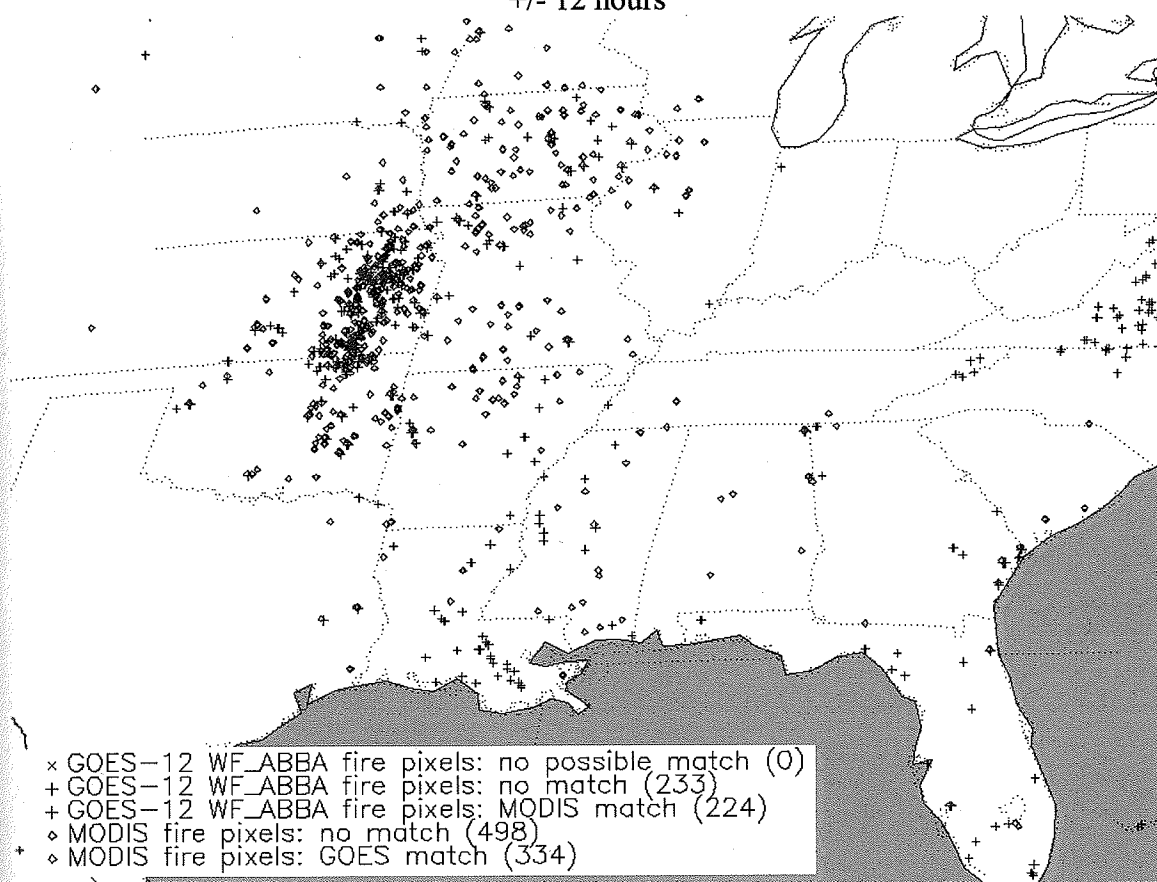 +/- 12 hours
× GOES-12 WF_ABBA fire pixels: no possible match (0)
+ GOES-12 WF_ABBA fire pixels: no match (233)
+ GOES-12 WF_ABBA fire pixels: MODIS match (224)
⋄ MODIS fire pixels: no match (498)
⋄ MODIS fire pixels: GOES match (334)